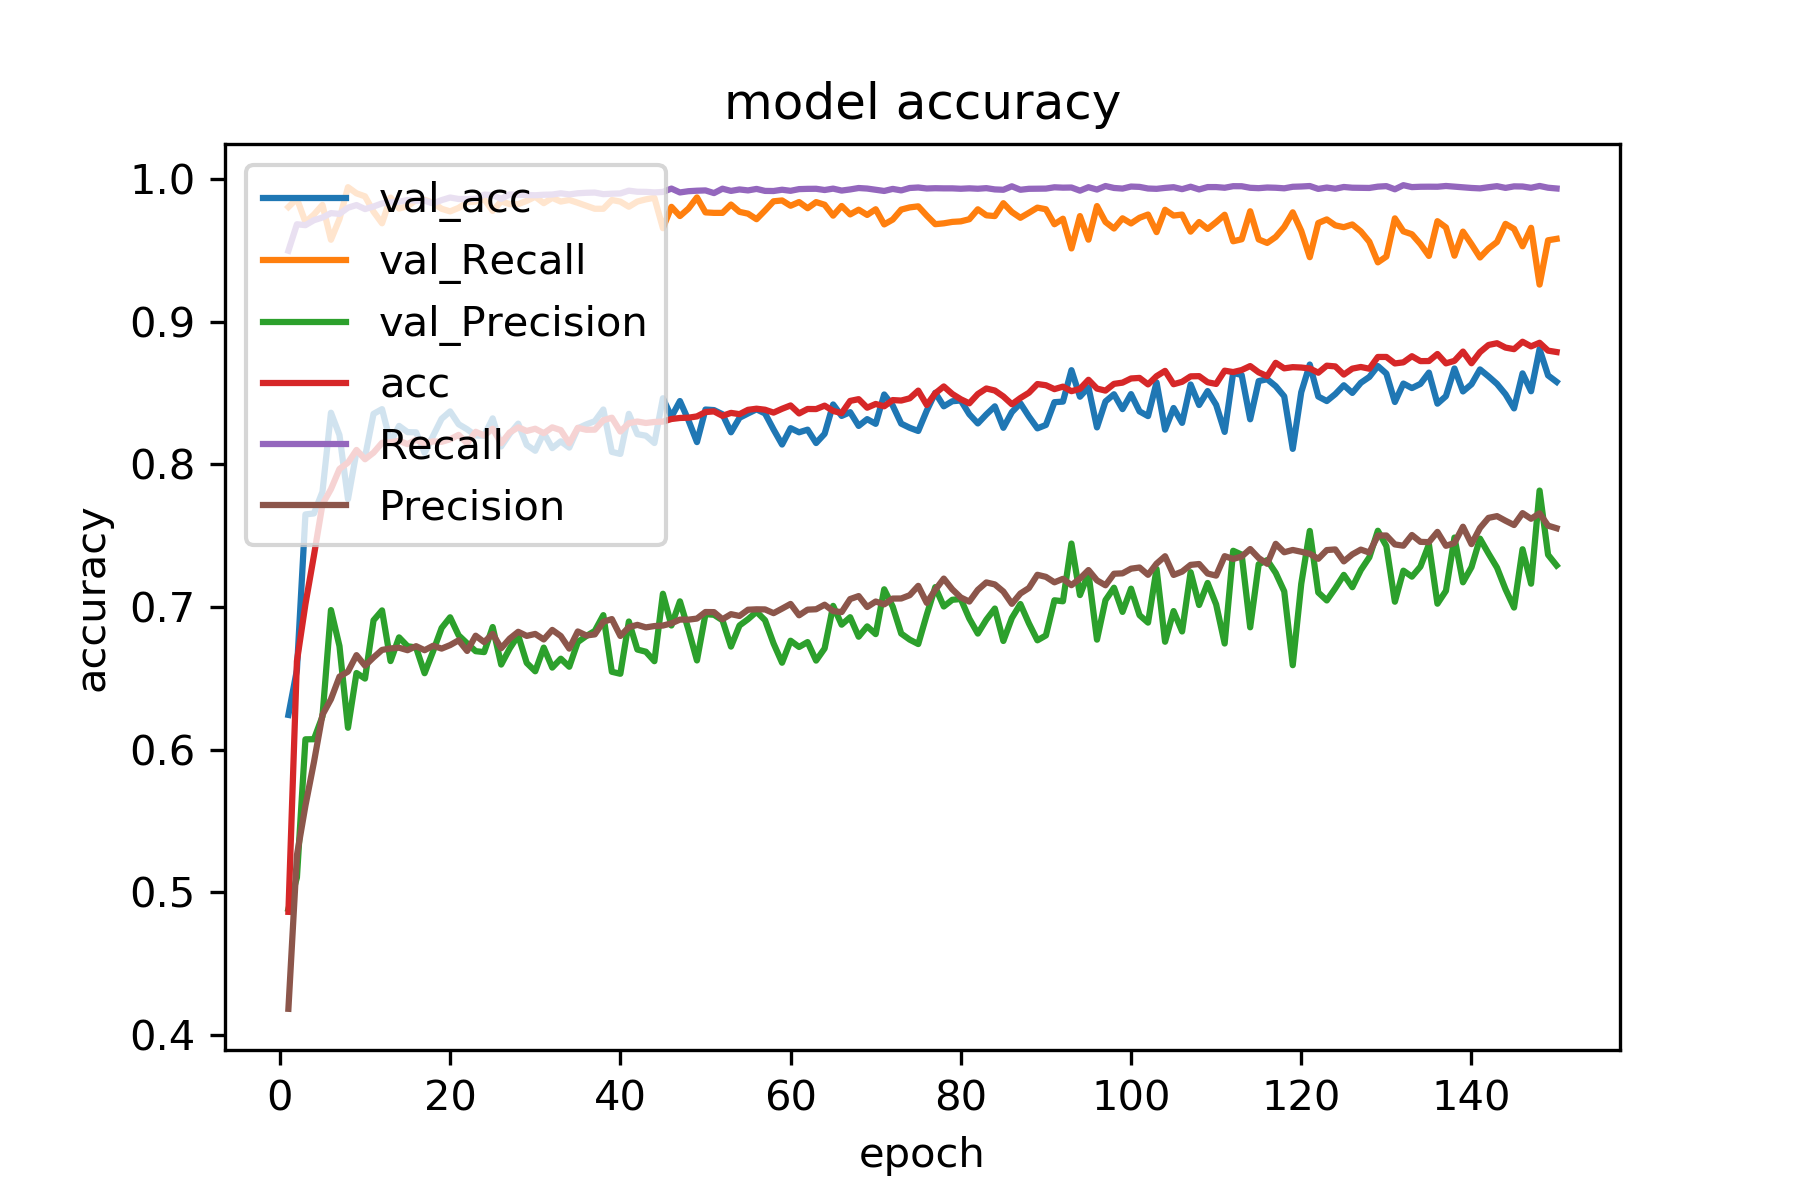 model accuracy
1.0
0.9
0.8
0.7
0.6
0.5
0.4
accuracy
val_acc
val_Recall
val_Precision
acc
Recall
Precision
0 20 40 60 80 100 120 140
epoch